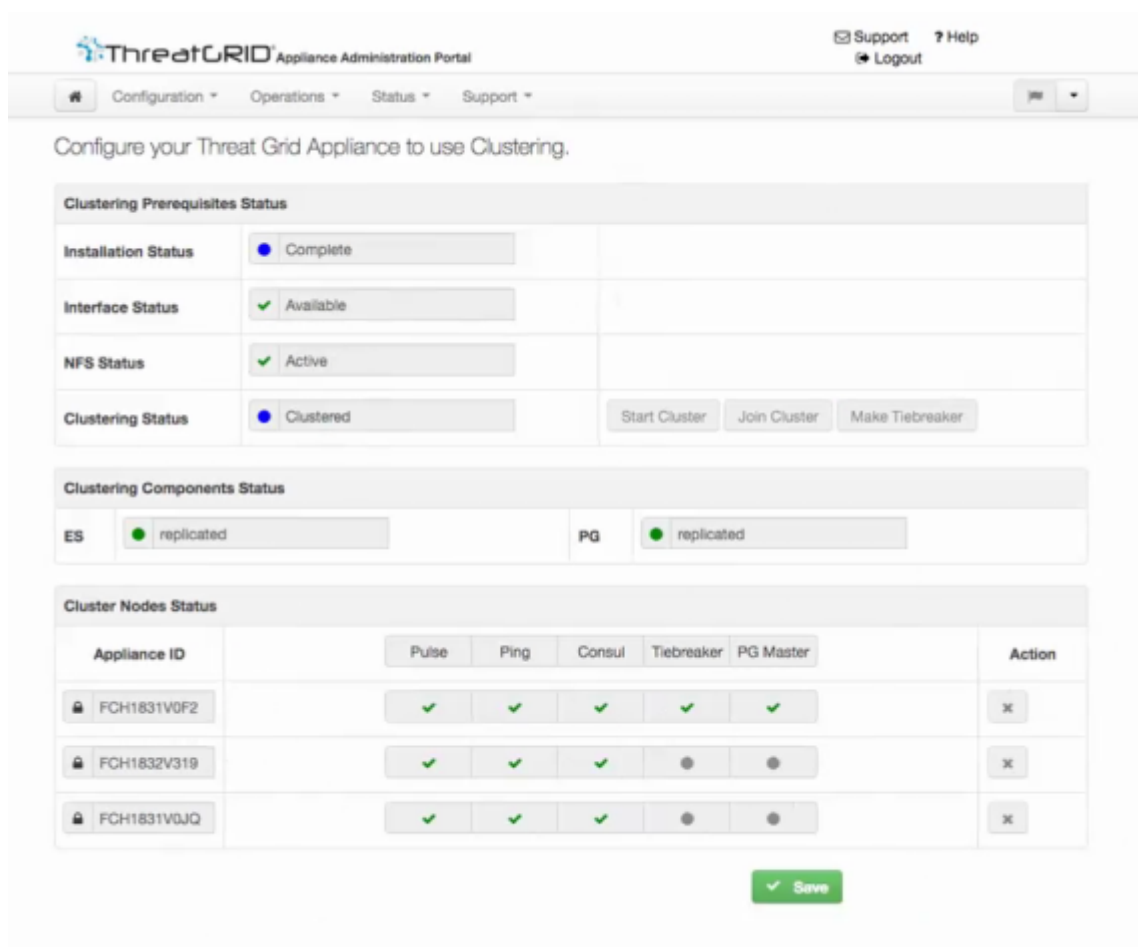 ThreatGRID Appliance Administration Portal
Support ? Help
Logout
Configuration Operations Status Support
Configure your Threat Grid Appliance to use Clustering.
Clustering Prerequisites Status
Installation Status Complete
Interface Status Available
NFS Status Active
Clustering Status Clustered Start Cluster Join Cluster Make Tiebreaker
Clustering Components Status
ES replicated PG replicated
Cluster Nodes Status
Appliance ID Pulse Ping Consul Tiebreaker PG Master Action
FCH1831V0F2
FCH1832V319
FCH1831V0JQ
Save